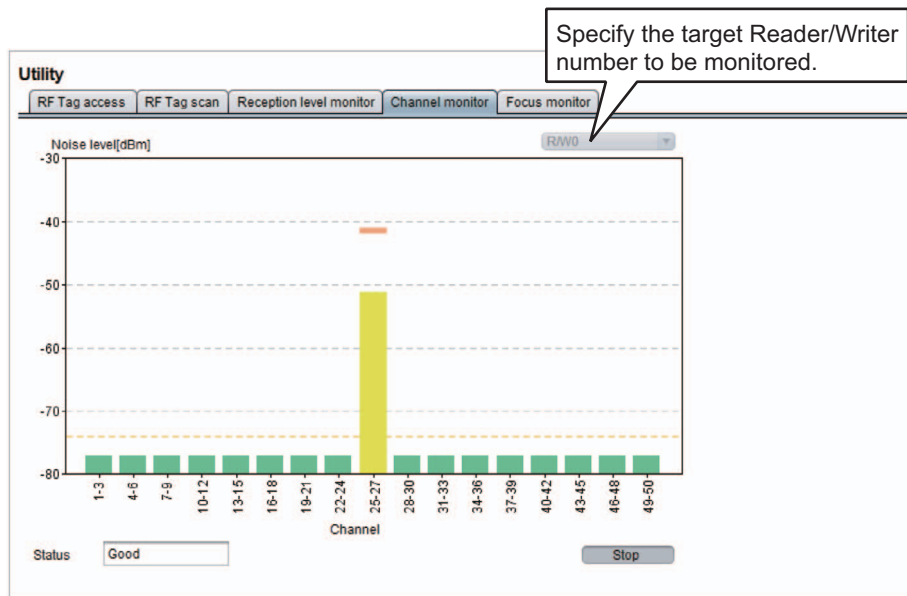 Specify the target Reader/Writer
number to be monitored.
Utility
RF Tag access RF Tag scan Reception level monitor Channel monitor Focus monitor
Noise level[dBm] R/W0
-30
-40
-50
-60
-70
-80
1-3 4-6 7-9 10-12 13-15 16-18 19-21 22-24 25-27 28-30 31-33 34-36 37-39 40-42 43-45 46-48 49-50
Channel
Status Good Stop